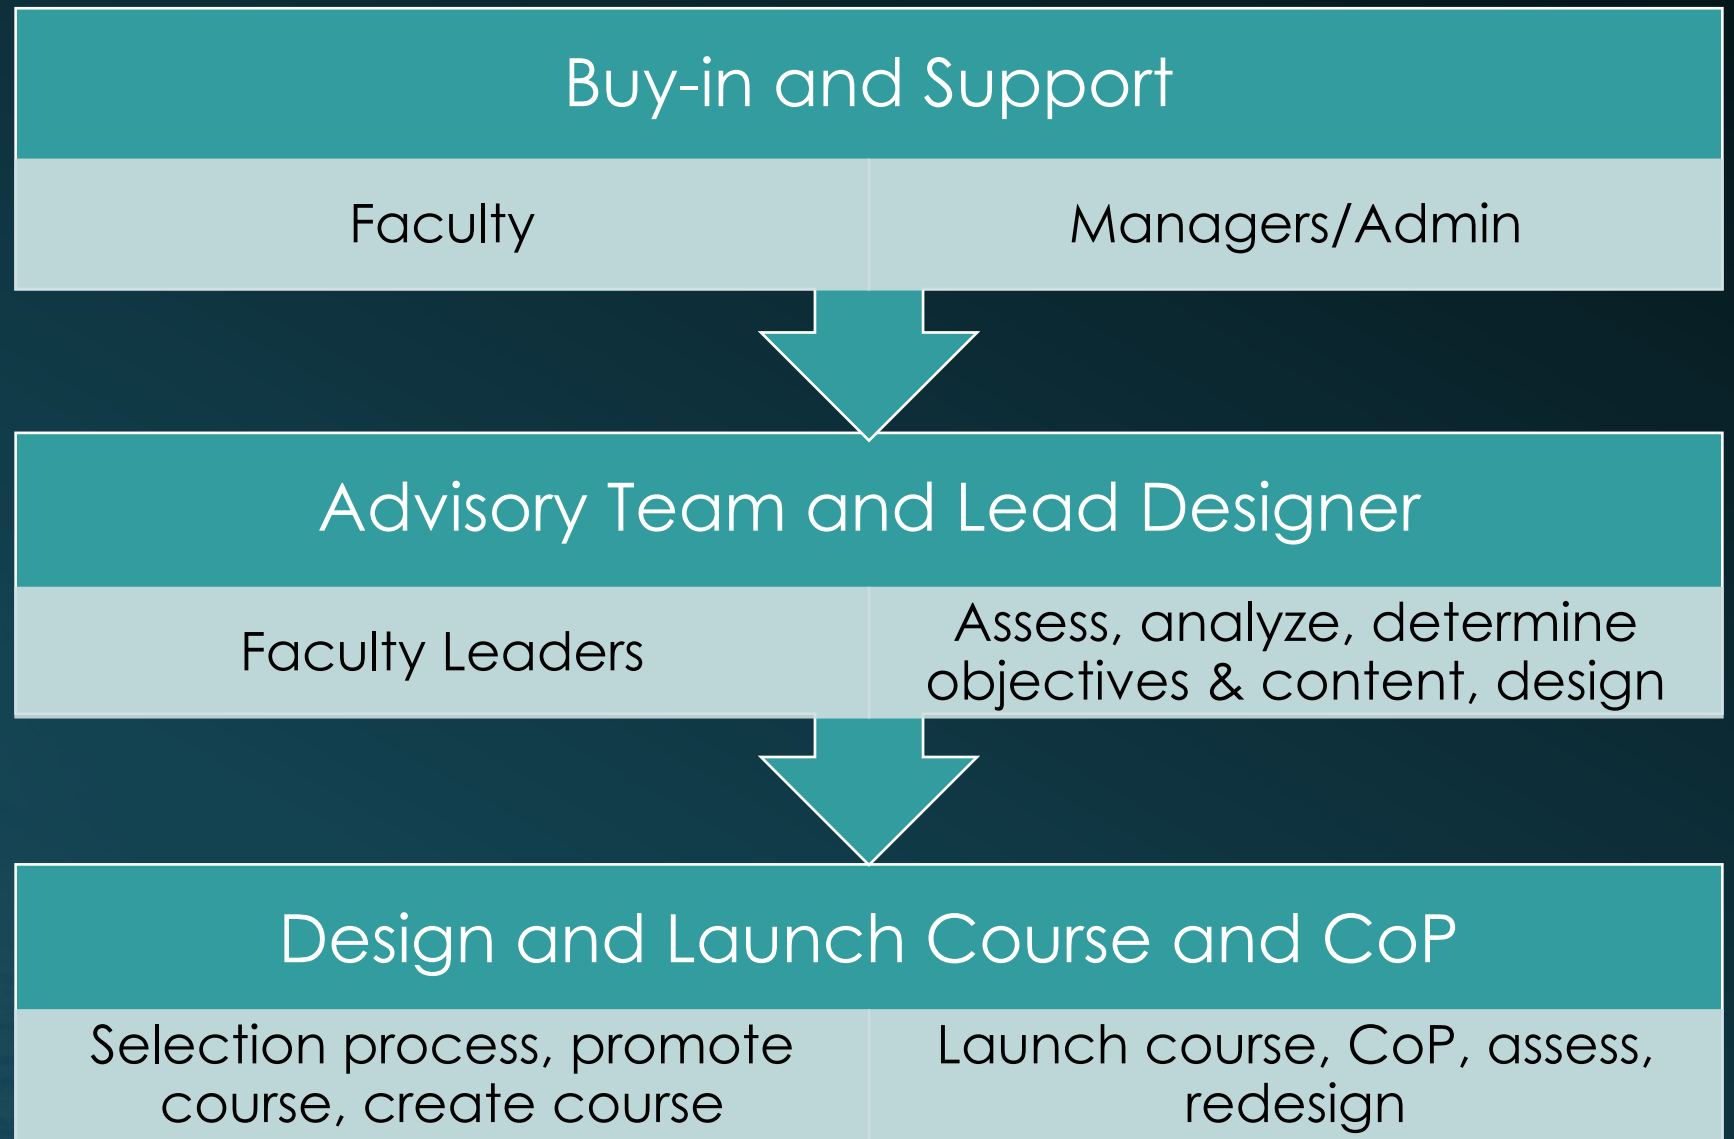 Buy-in and Support
Faculty
Managers/Admin
Advisory Team and Lead Designer
Faculty Leaders
Assess, analyze, determine
objectives & content, design
Design and Launch Course and CoP
Selection process, promote
course, create course
Launch course, CoP, assess,
redesign